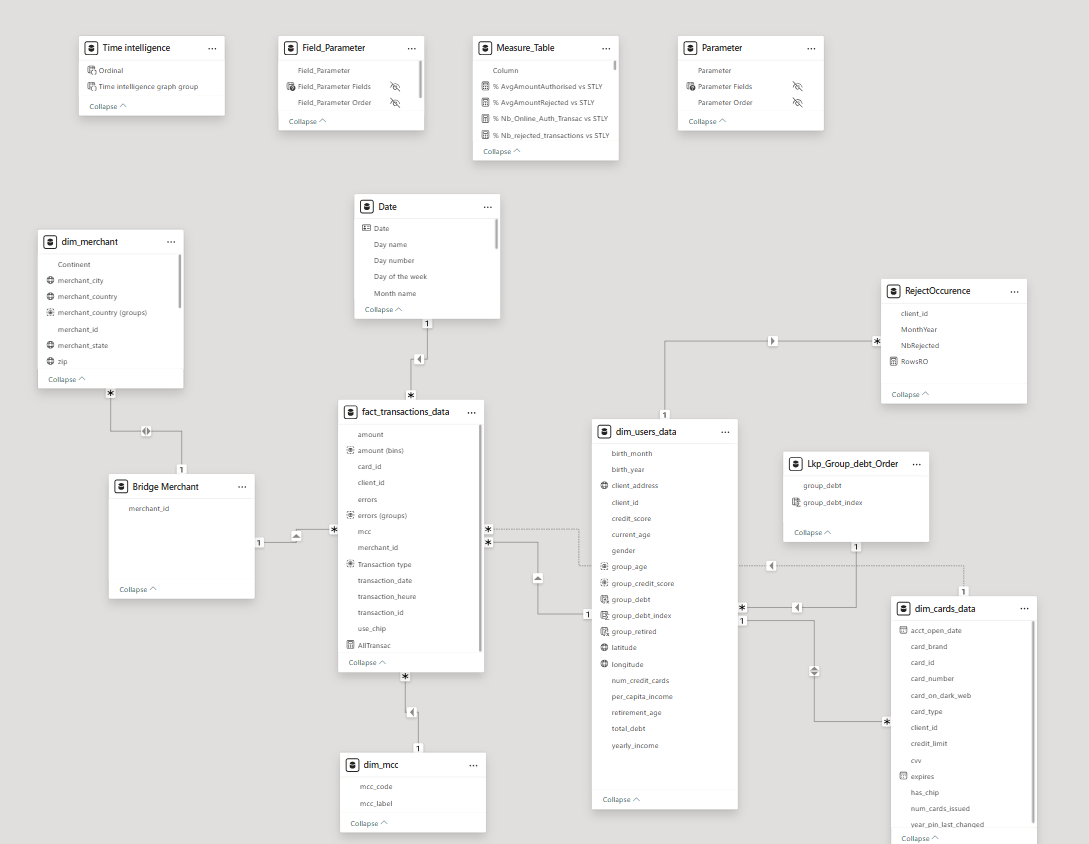 Time intelligence
Ordinal
Time intelligence graph group
Collapse
Field_Parameter
Field_Parameter
Field_Parameter Fields
Field_Parameter Order
Collapse
Measure_Table
Column
% AvgAmountAuthorised vs STLY
% AvgAmountRejected vs STLY
% Nb_Online_Auth_Transac vs STLY
% Nb_rejected_transactions vs STLY
Collapse
Parameter
Parameter
Parameter Fields
Parameter Order
Collapse
Date
Date
Day name
Day number
Day of the week
Month name
Collapse
1
*
dim_merchant
Continent
merchant_city
merchant_country
merchant_country (groups)
merchant_id
merchant_state
zip
Collapse
*
1
RejectOccurence
client_id
MonthYear
NbRejected
RowsRO
Collapse
*
1
fact_transactions_data
amount
amount (bins)
card_id
client_id
errors
errors (groups)
mcc
merchant_id
Transaction type
transaction_date
transaction_heure
transaction_id
use_chip
AllTransac
Collapse
*
*
*
*
1
dim_users_data
birth_month
birth_year
client_address
client_id
credit_score
current_age
gender
group_age
group_credit_score
group_debt
group_debt_index
group_retired
latitude
longitude
num_credit_cards
per_capita_income
retirement_age
total_debt
yearly_income
Collapse
*
1
Lkp_Group_debt_Order
group_debt
group_debt_index
Collapse
1
Bridge Merchant
merchant_id
Collapse
1
1
dim_cards_data
acct_open_date
card_brand
card_id
card_number
card_on_dark_web
card_type
client_id
credit_limit
cvv
expires
has_chip
num_cards_issued
year_pin_last_changed
Collapse
*
1
dim_mcc
mcc_code
mcc_label
Collapse